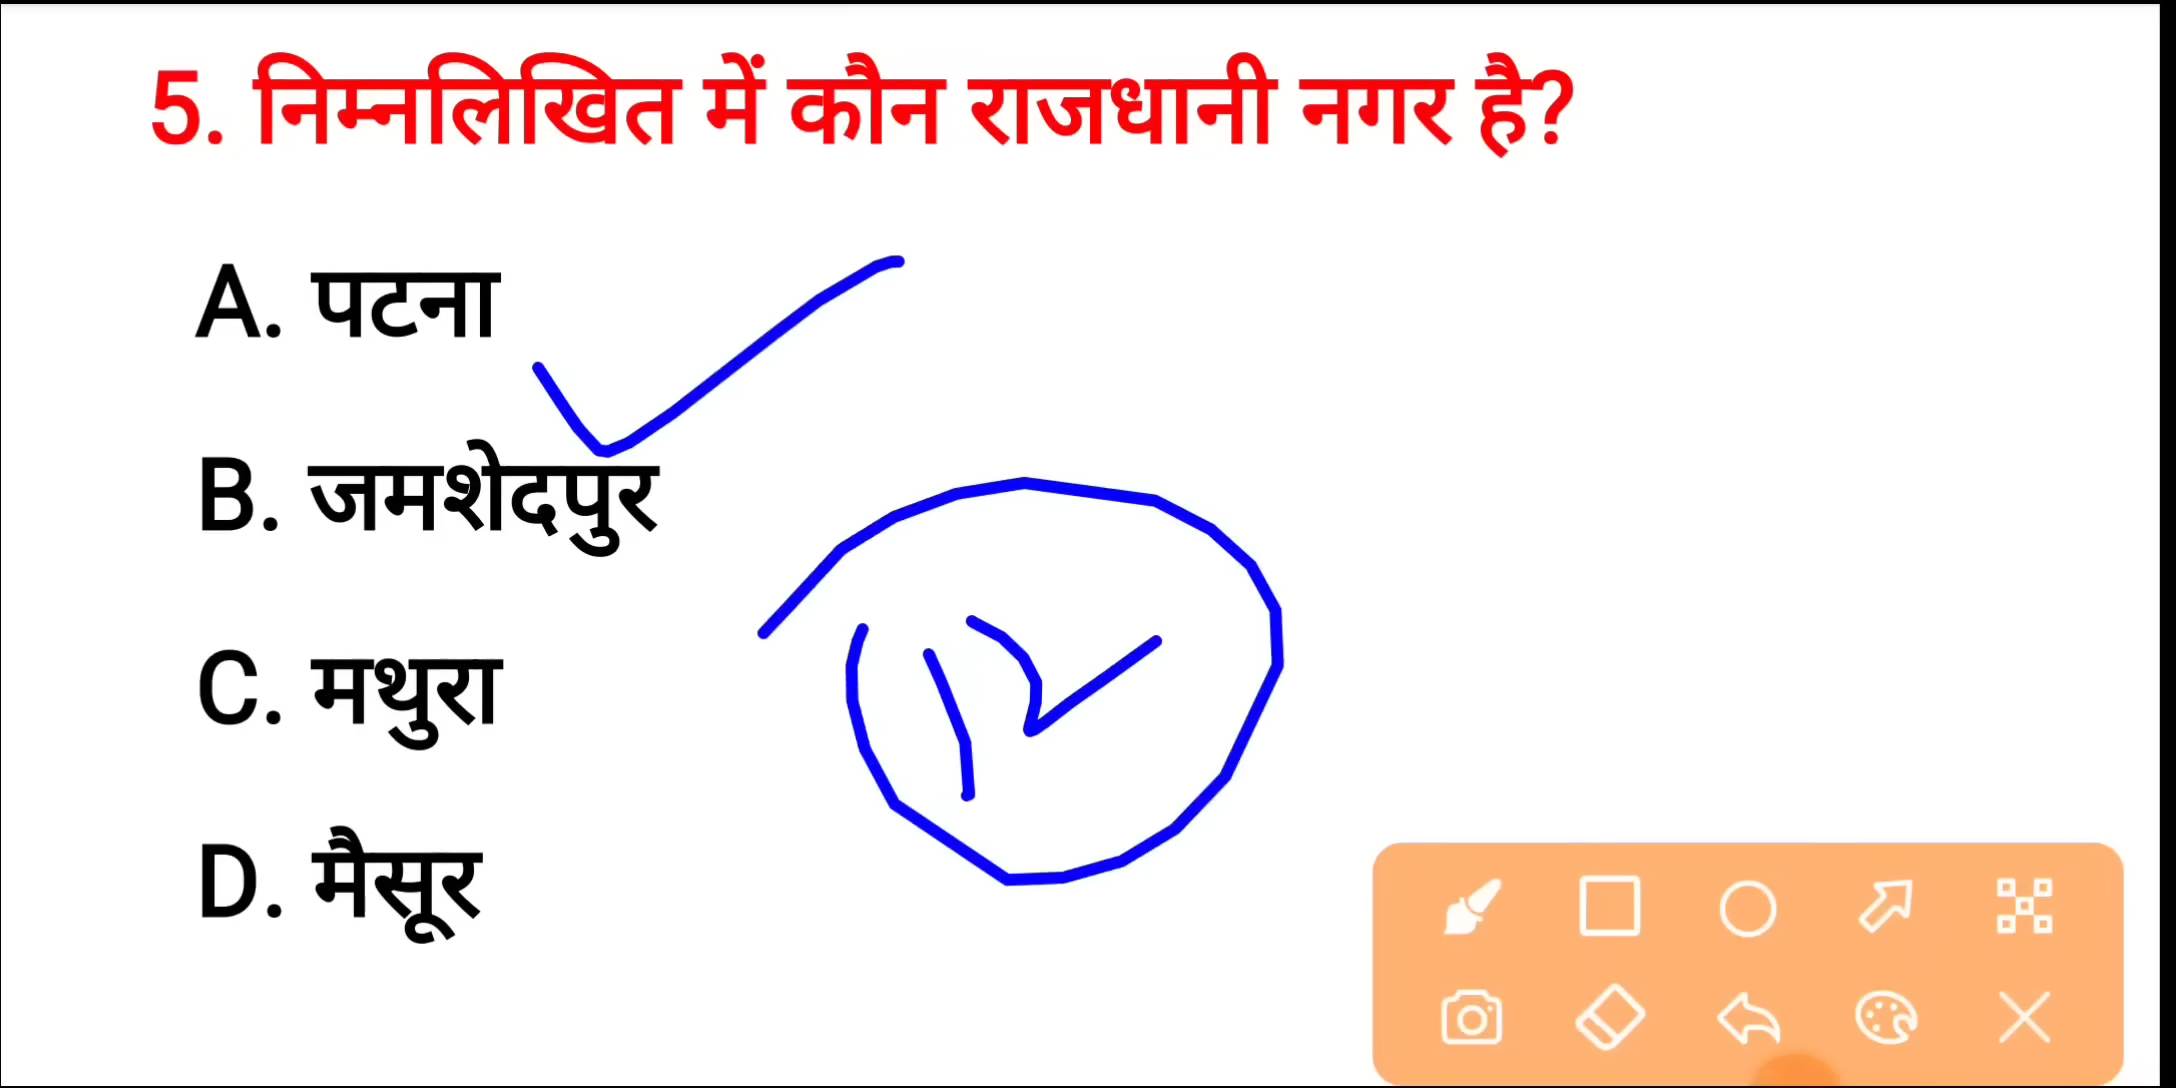 5. निम्नलिखित में कौन राजधानी नगर है?
A. पटना
B. जमशेदपुर
C. मथुरा
D. मैसूर